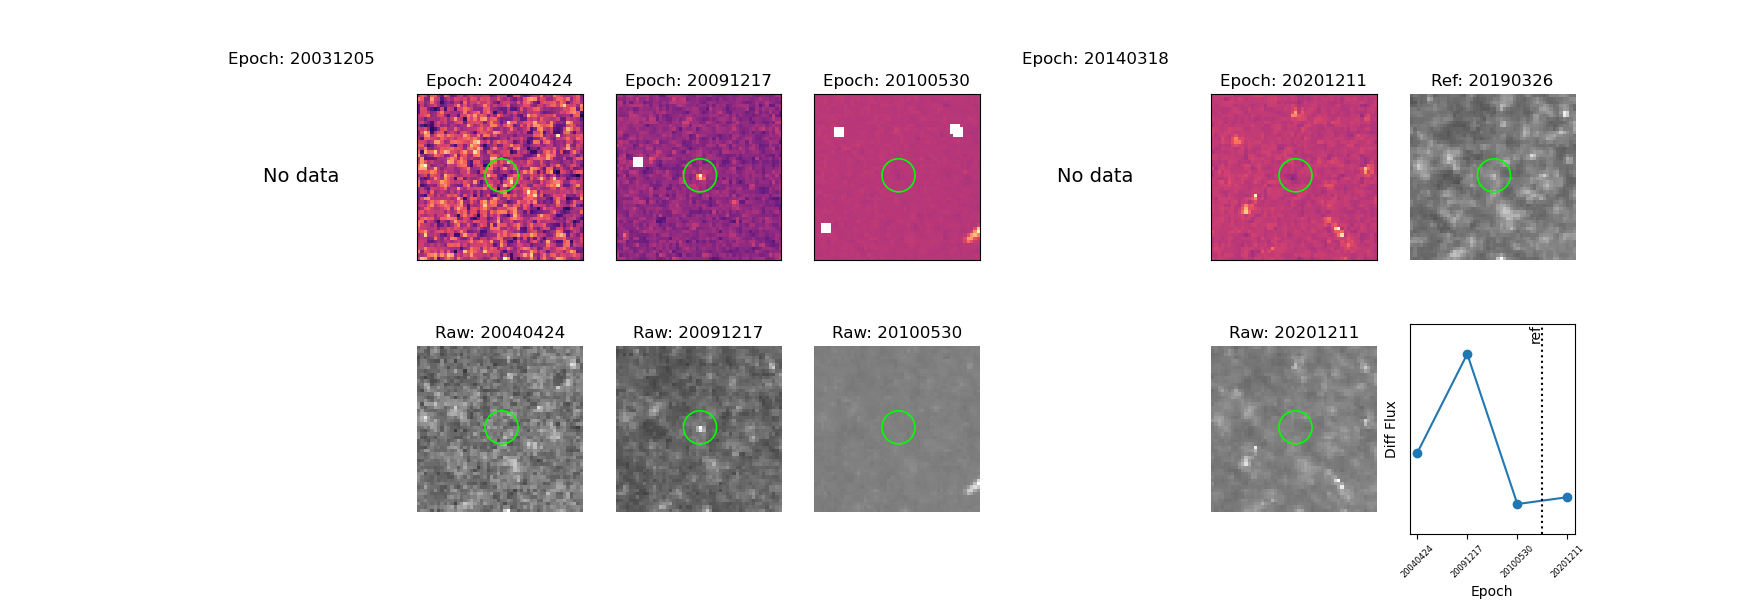 Epoch: 20031205
Epoch: 20140318
Epoch: 20040424
Epoch: 20091217
Epoch: 20100530
Epoch: 20201211
Ref: 20190326
No data
No data
Raw: 20040424
Raw: 20091217
Raw: 20100530
Raw: 20201211
ref
Diff Flux
20040424
20091217
20100530
20201211
Epoch